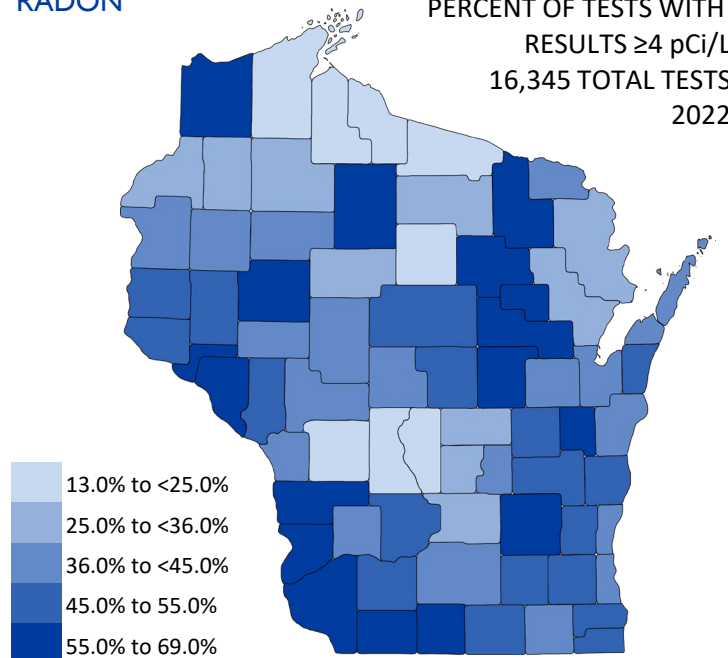 RADON
PERCENT OF TESTS WITH
RESULTS ≥4 pCi/L
16,345 TOTAL TESTS
2022
13.0% to <25.0%
25.0% to <36.0%
36.0% to <45.0%
45.0% to 55.0%
55.0% to 69.0%